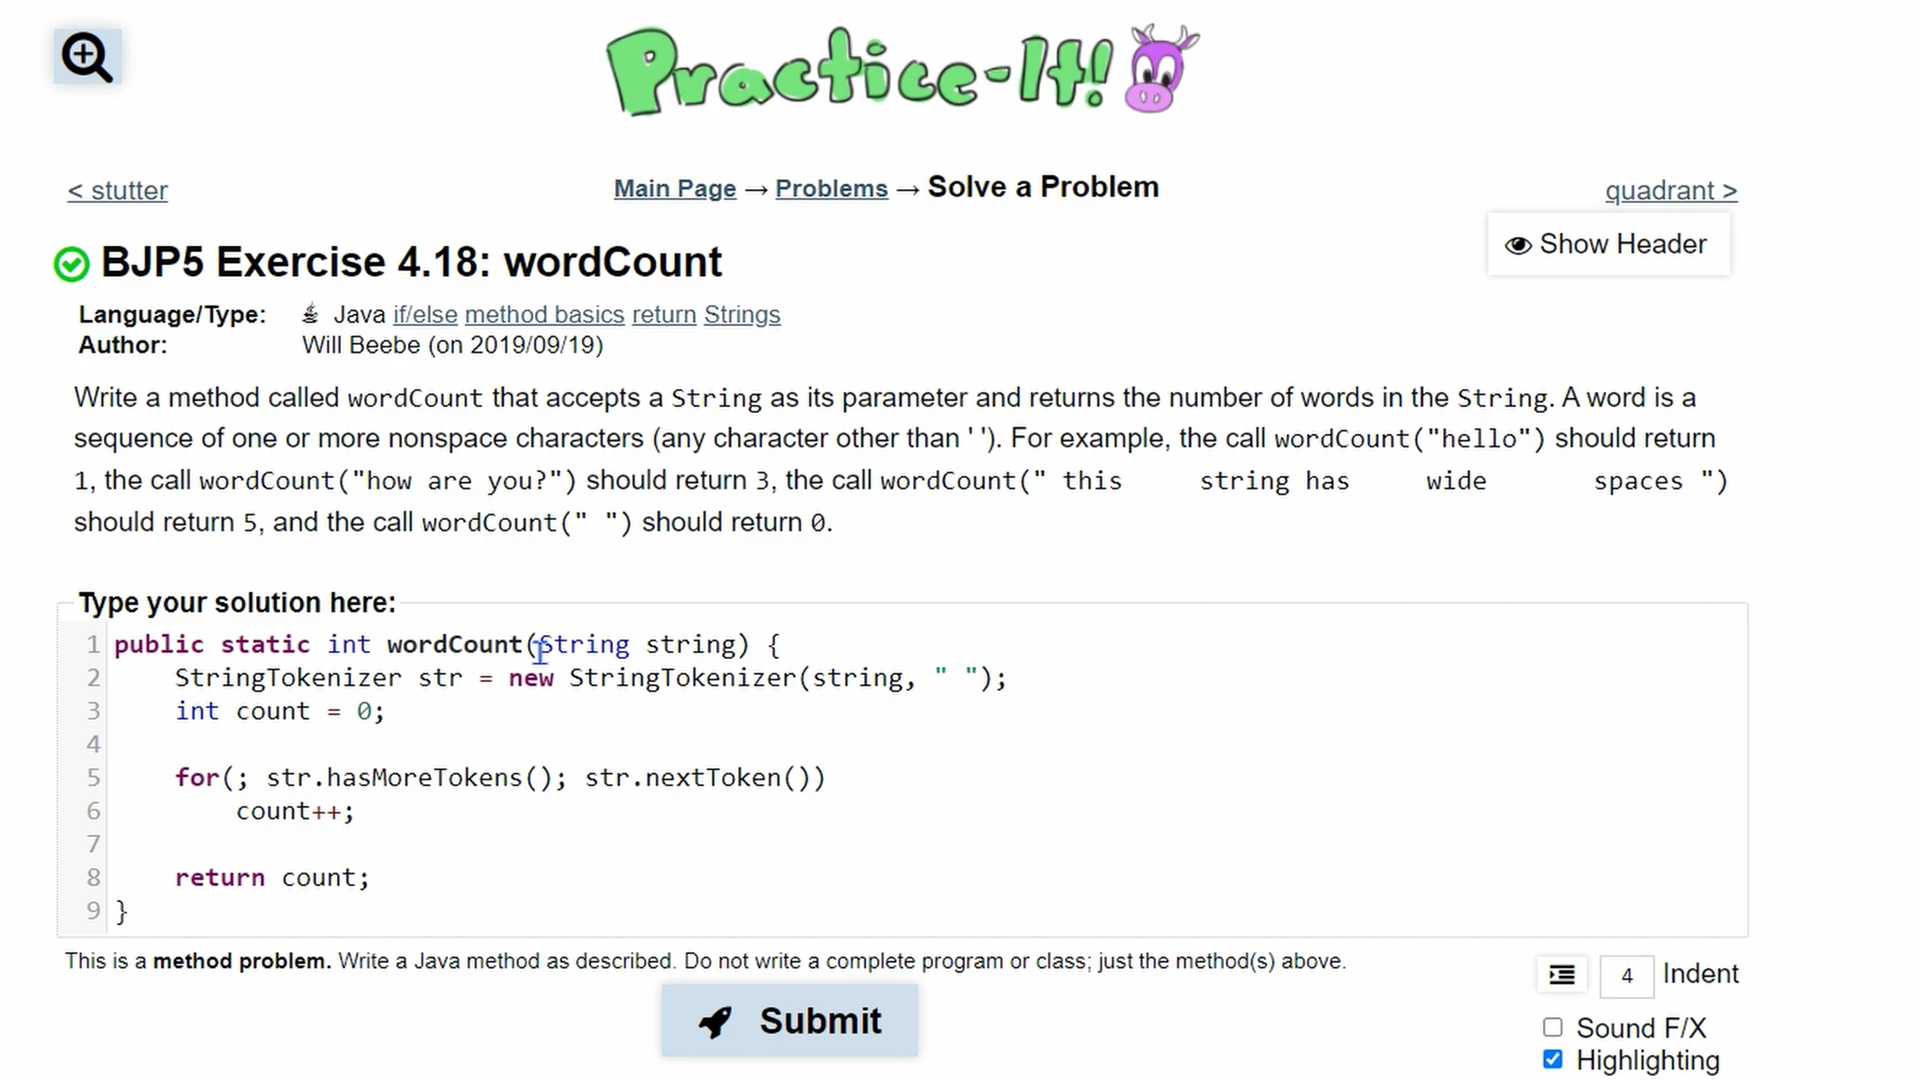 Practice-It!
< stutter
Main Page → Problems → Solve a Problem
quadrant >
Show Header
BJP5 Exercise 4.18: wordCount
Language/Type: Java if/else method basics return Strings
Author: Will Beebe (on 2019/09/19)
Write a method called wordCount that accepts a String as its parameter and returns the number of words in the String. A word is a
sequence of one or more nonspace characters (any character other than ' '). For example, the call wordCount("hello") should return
1, the call wordCount("how are you?") should return 3, the call wordCount(" this     string has     wide       spaces ")
should return 5, and the call wordCount(" ") should return 0.
Type your solution here:
1 public static int wordCount(String string) {
2     StringTokenizer str = new StringTokenizer(string, " ");
3     int count = 0;
4
5     for(; str.hasMoreTokens(); str.nextToken())
6         count++;
7
8     return count;
9 }
This is a method problem. Write a Java method as described. Do not write a complete program or class; just the method(s) above.
4 Indent
Submit
Sound F/X
Highlighting